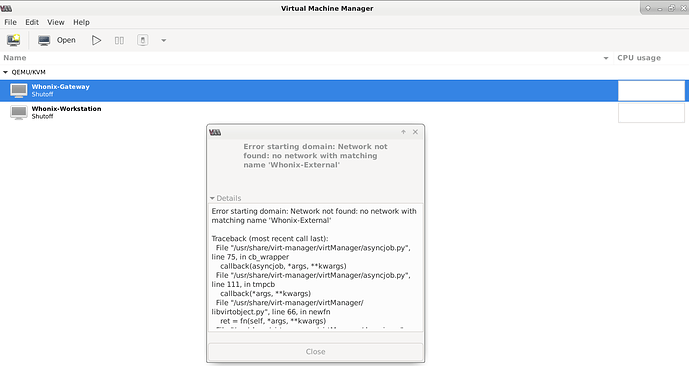 Virtual Machine Manager
File Edit View Help
Open
Name CPU usage
QEMU/KVM
Whonix-Gateway
Shutoff
Whonix-Workstation
Shutoff
Error starting domain: Network not
found: no network with matching
name 'Whonix-External'
Details
Error starting domain: Network not found: no network with
matching name 'Whonix-External'
Traceback (most recent call last):
File "/usr/share/virt-manager/virtManager/asyncjob.py",
line 75, in cb_wrapper
callback(asyncjob, *args, **kwargs)
File "/usr/share/virt-manager/virtManager/asyncjob.py",
line 111, in tmpcb
callback(*args, **kwargs)
File "/usr/share/virt-manager/virtManager/
libvirtobject.py", line 66, in newfn
ret = fn(self, *args, **kwargs)
Close